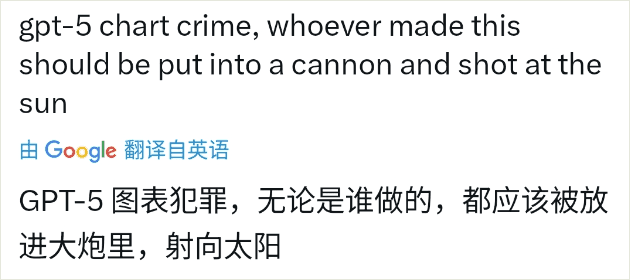 gpt-5 chart crime, whoever made this
should be put into a cannon and shot at the
sun
由 Google 翻译自英语
GPT-5 图表犯罪，无论是谁做的，都应该被放
进大炮里，射向太阳